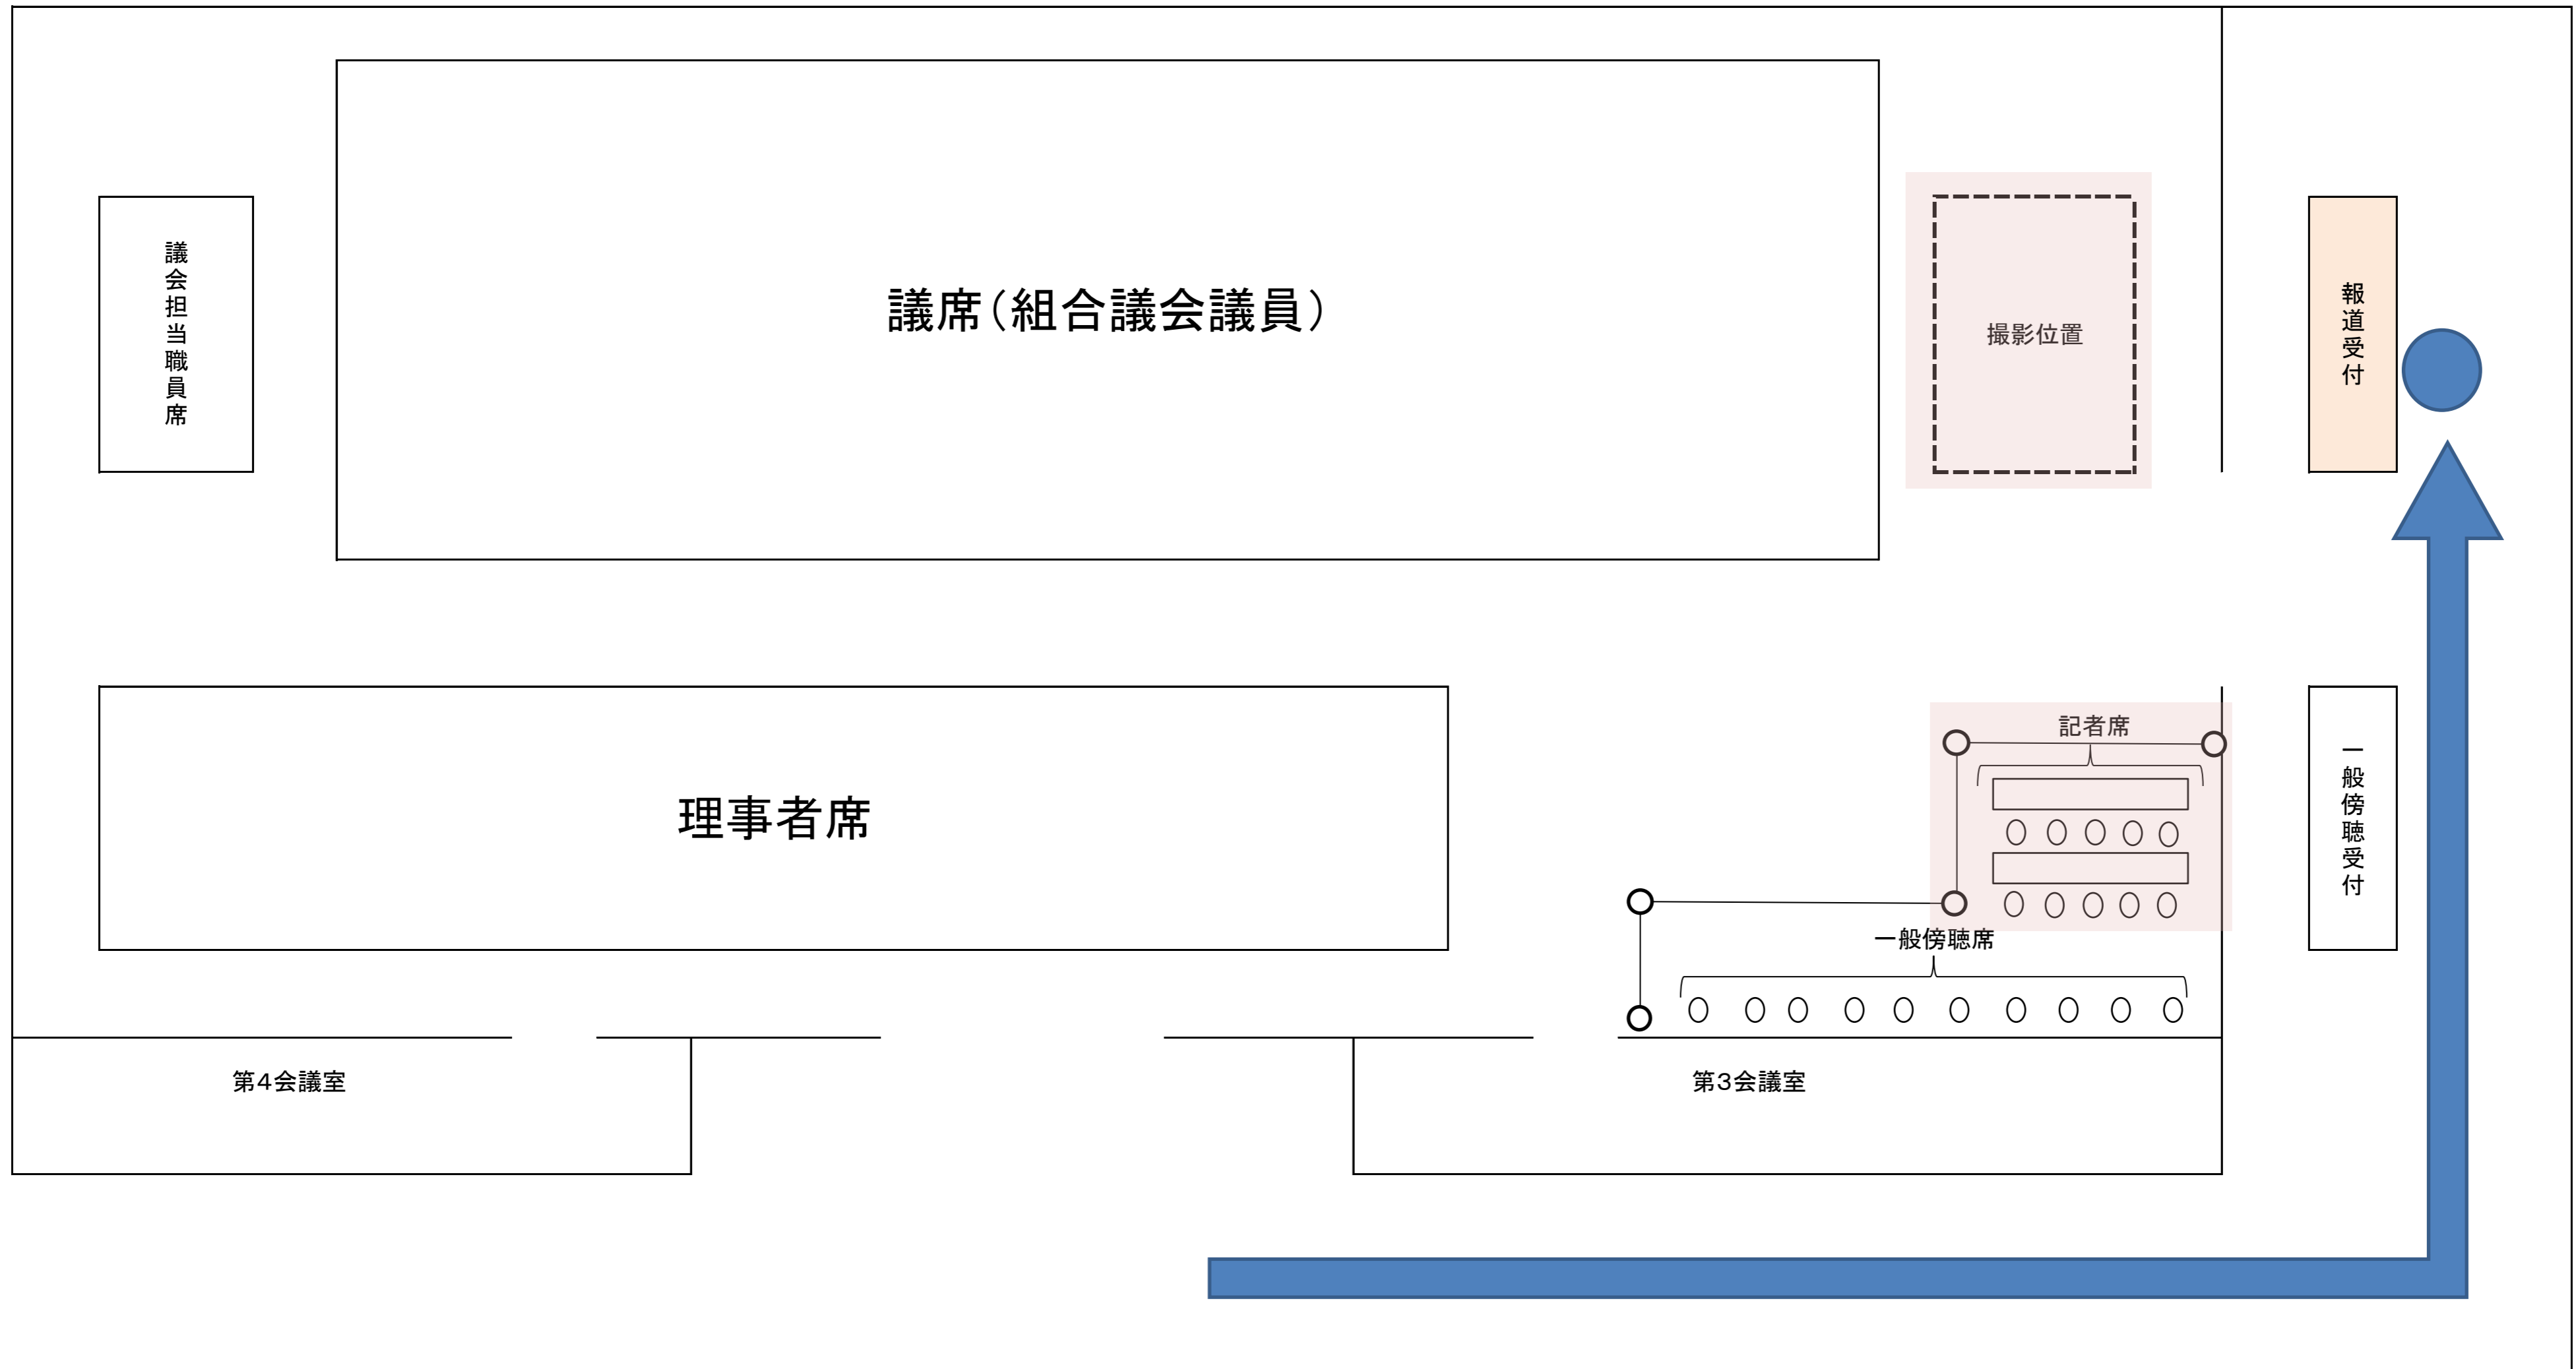 議会担当職員席
議席(組合議会議員)
撮影位置
報道受付
理事者席
記者席
一般傍聴席
一般傍聴受付
第4会議室
第3会議室